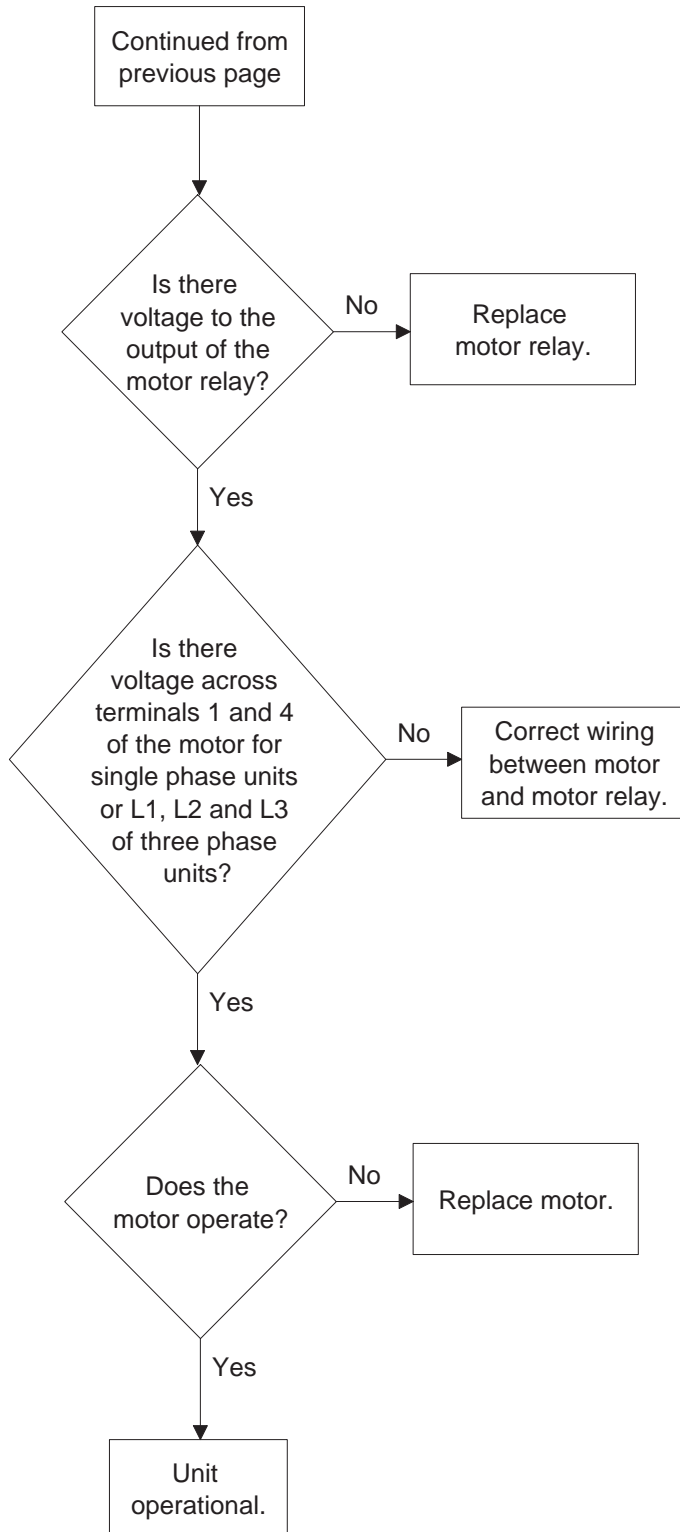 Continued from
previous page
Is there
voltage to the
output of the
motor relay?
No
Replace
motor relay.
Yes
Is there
voltage across
terminals 1 and 4
of the motor for
single phase units
or L1, L2 and L3
of three phase
units?
No
Correct wiring
between motor
and motor relay.
Yes
Does the
motor operate?
No
Replace motor.
Yes
Unit
operational.